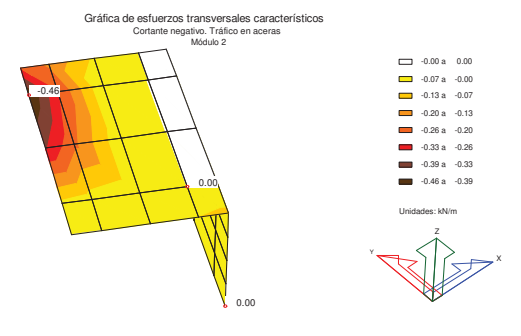 Gráfica de esfuerzos transversales característicos
Cortante negativo. Tráfico en aceras
Módulo 2
-0.46
0.00
0.00
-0.00 a 0.00
-0.07 a -0.00
-0.13 a -0.07
-0.20 a -0.13
-0.26 a -0.20
-0.33 a -0.26
-0.39 a -0.33
-0.46 a -0.39
Unidades: kN/m
Z
Y
X